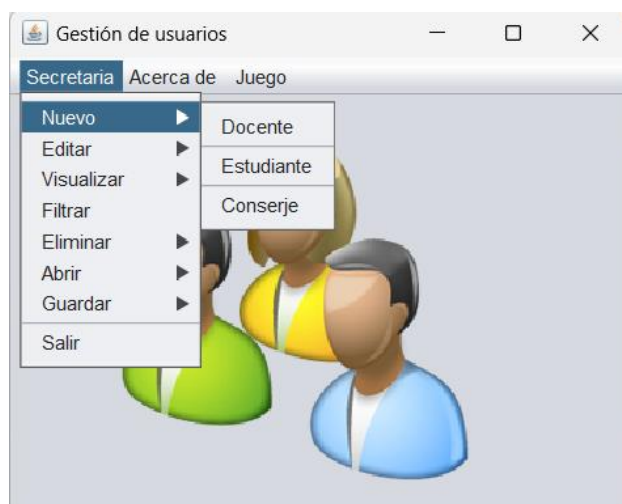 Gestión de usuarios
Secretaria Acerca de Juego
Nuevo
Docente
Editar
Estudiante
Visualizar
Conserje
Filtrar
Eliminar
Abrir
Guardar
Salir